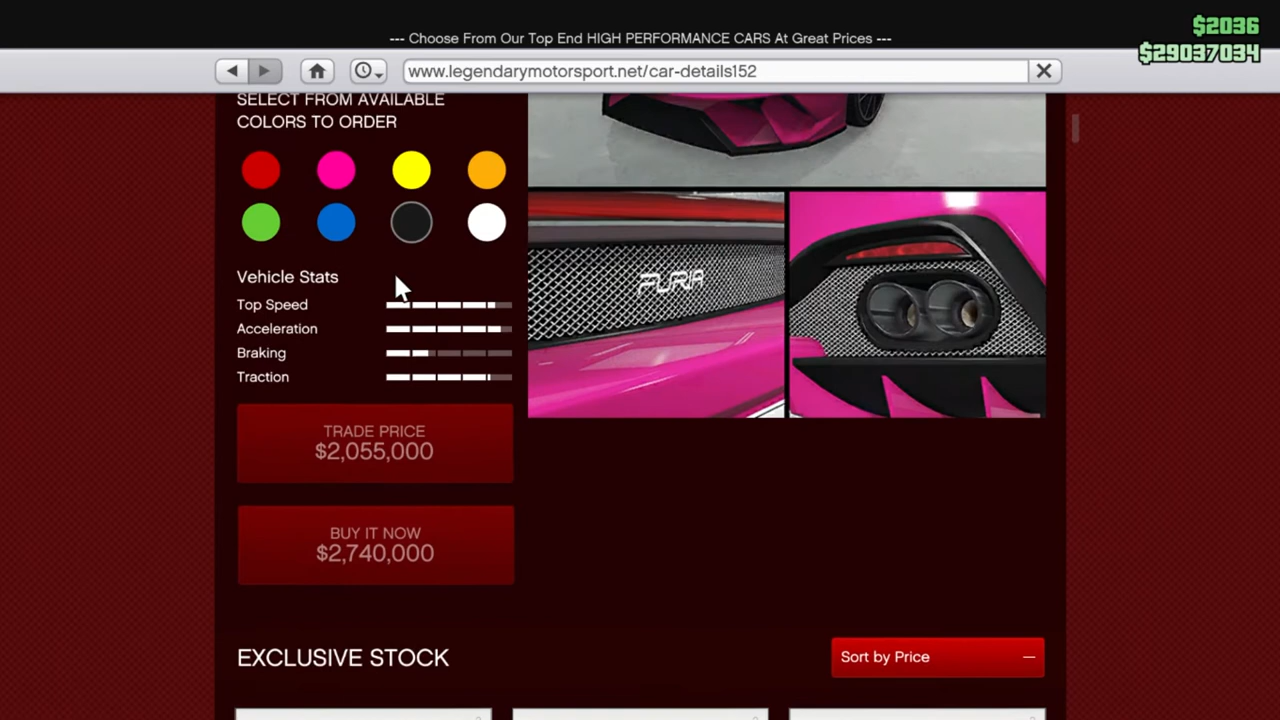 $2036
--- Choose From Our Top End HIGH PERFORMANCE CARS At Great Prices ---
$29037034
www.legendarymotorsport.net/car-details152
SELECT FROM AVAILABLE
COLORS TO ORDER
Vehicle Stats
Top Speed
Acceleration
Braking
Traction
FURIA
TRADE PRICE
$2,055,000
BUY IT NOW
$2,740,000
EXCLUSIVE STOCK
Sort by Price